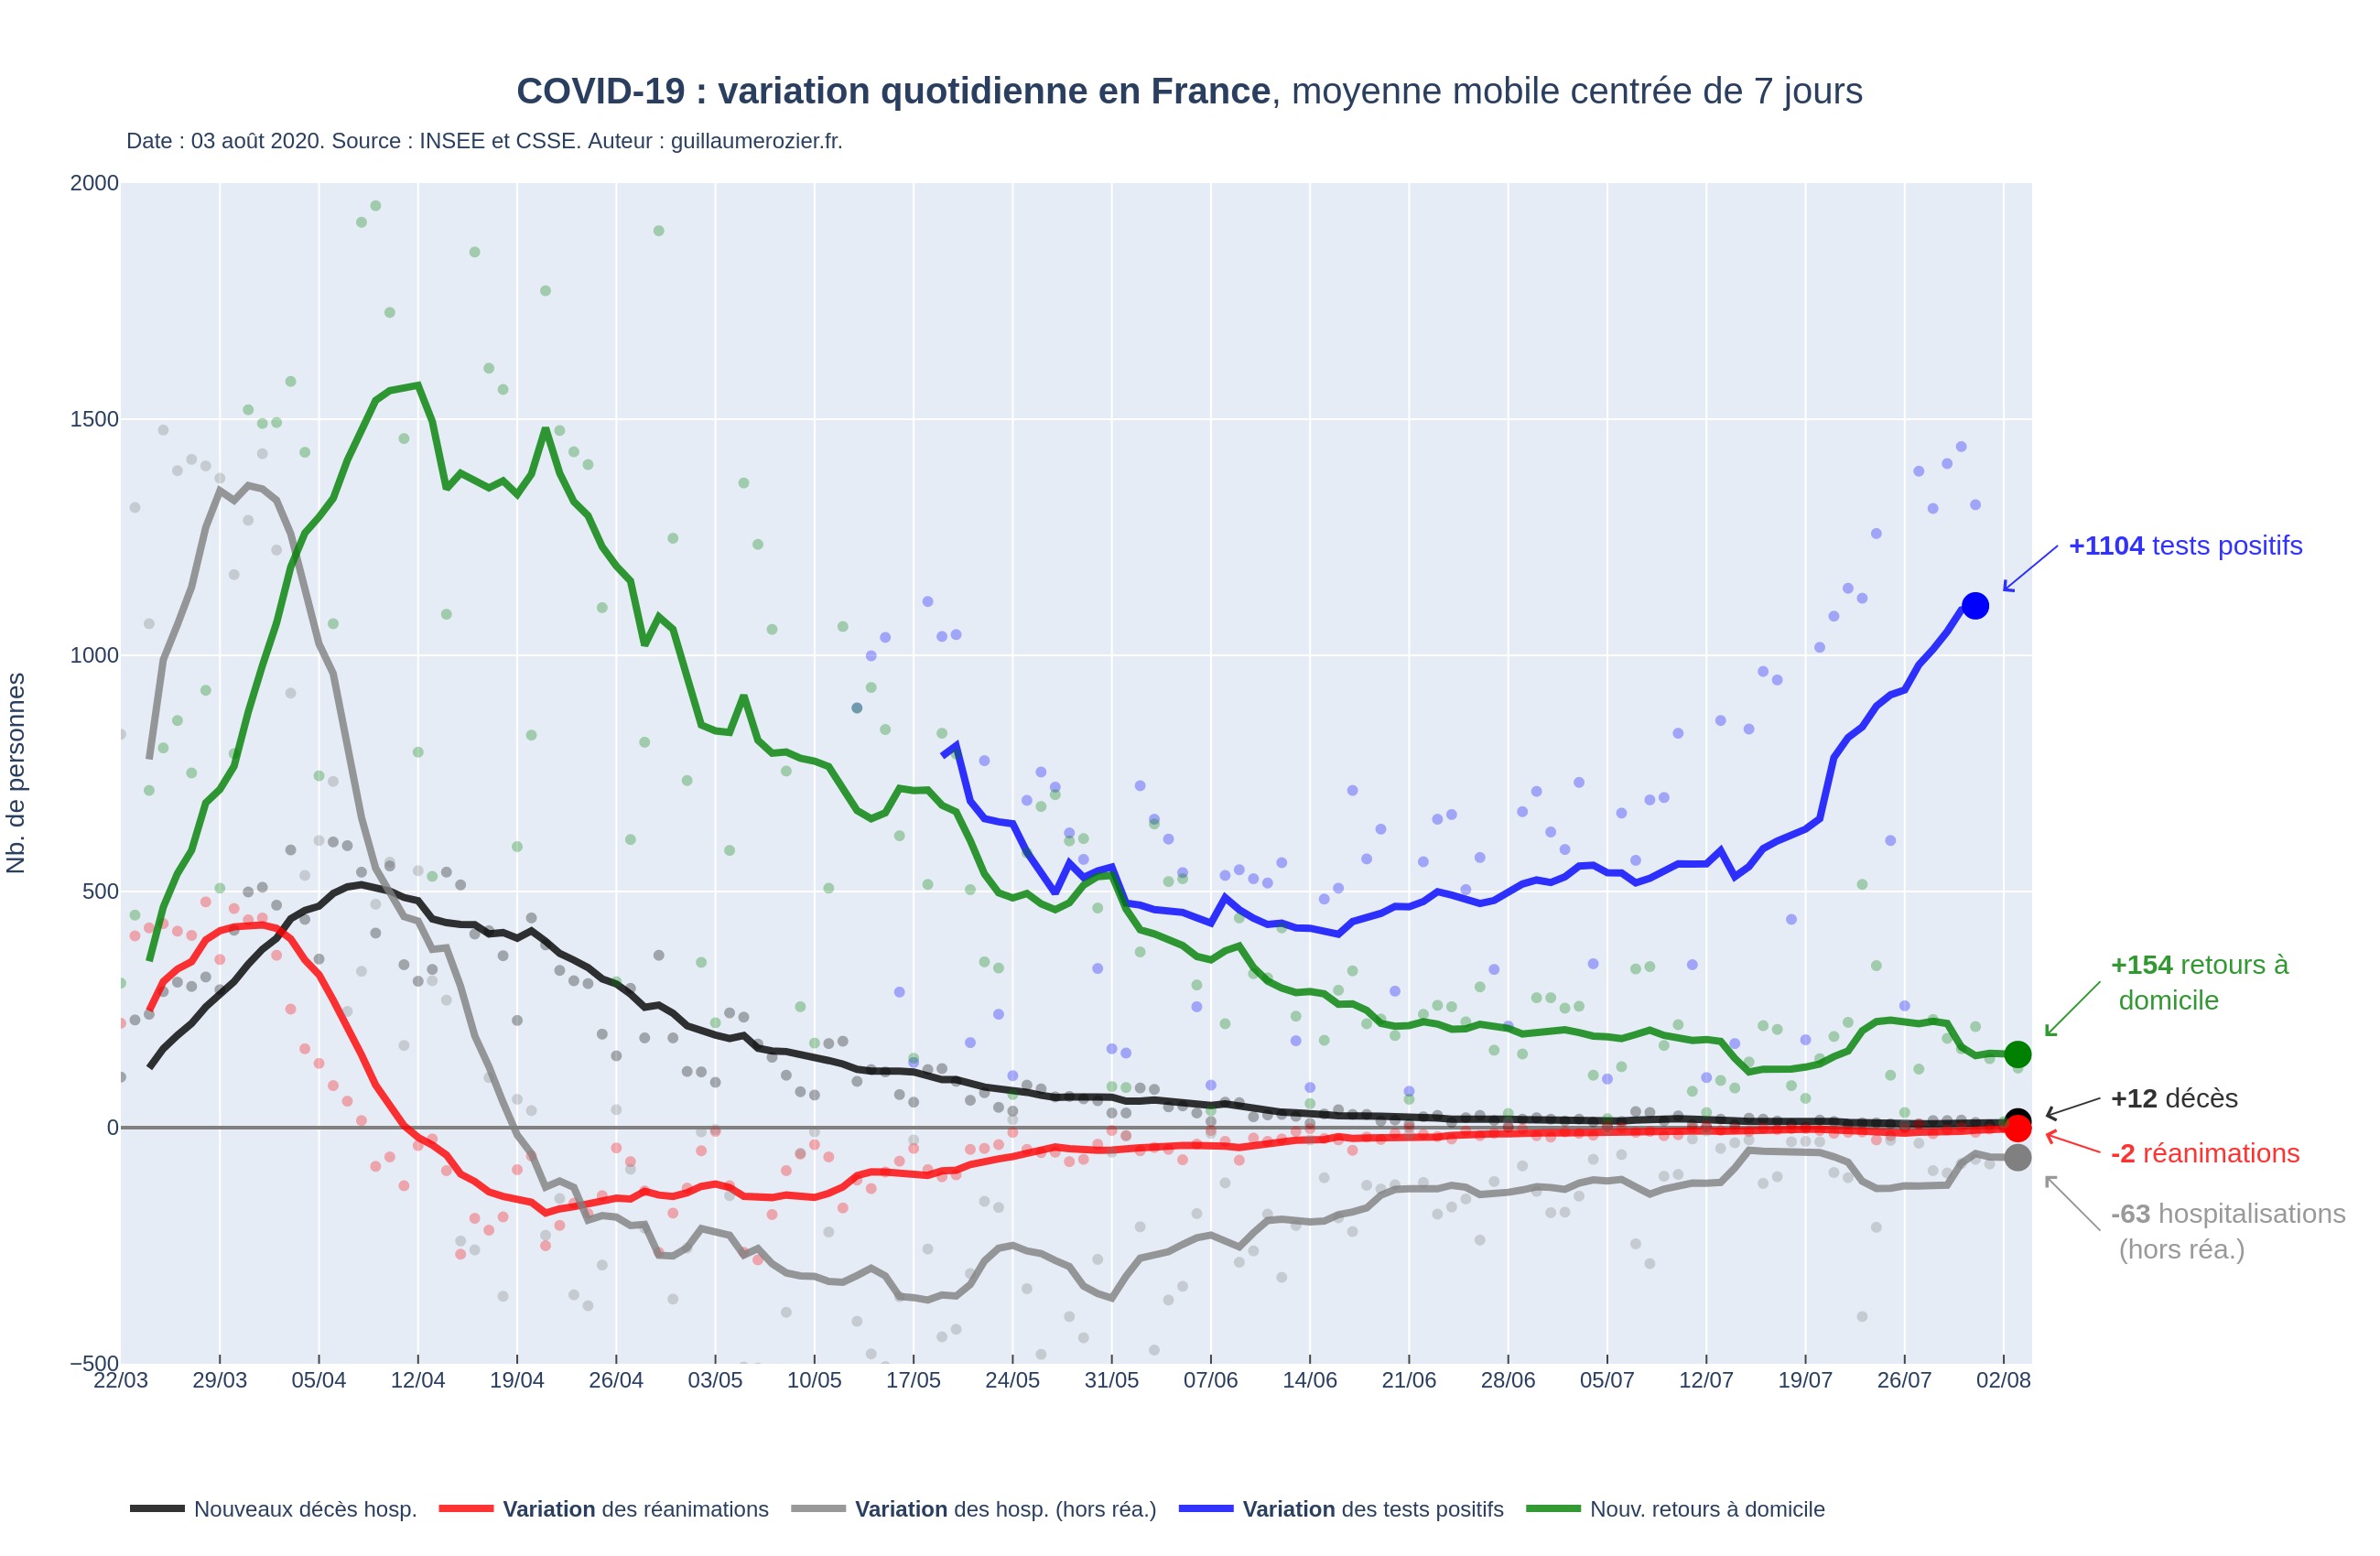 COVID-19 : variation quotidienne en France, moyenne mobile centrée de 7 jours
Date : 03 août 2020. Source : INSEE et CSSE. Auteur : guillaumerozier.fr.
Nb. de personnes
2000
1500
1000
500
0
−500
22/03 29/03 05/04 12/04 19/04 26/04 03/05 10/05 17/05 24/05 31/05 07/06 14/06 21/06 28/06 05/07 12/07 19/07 26/07 02/08
+1104 tests positifs
+154 retours à
domicile
+12 décès
-2 réanimations
-63 hospitalisations
(hors réa.)
Nouveaux décès hosp. Variation des réanimations Variation des hosp. (hors réa.) Variation des tests positifs Nouv. retours à domicile